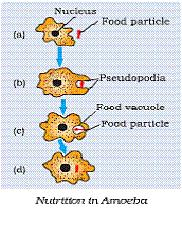 Nucleus
Food particle
(a)
(b)
Pseudopodia
Food vacuole
(c)
Food particle
(d)
Nutrition in Amoeba